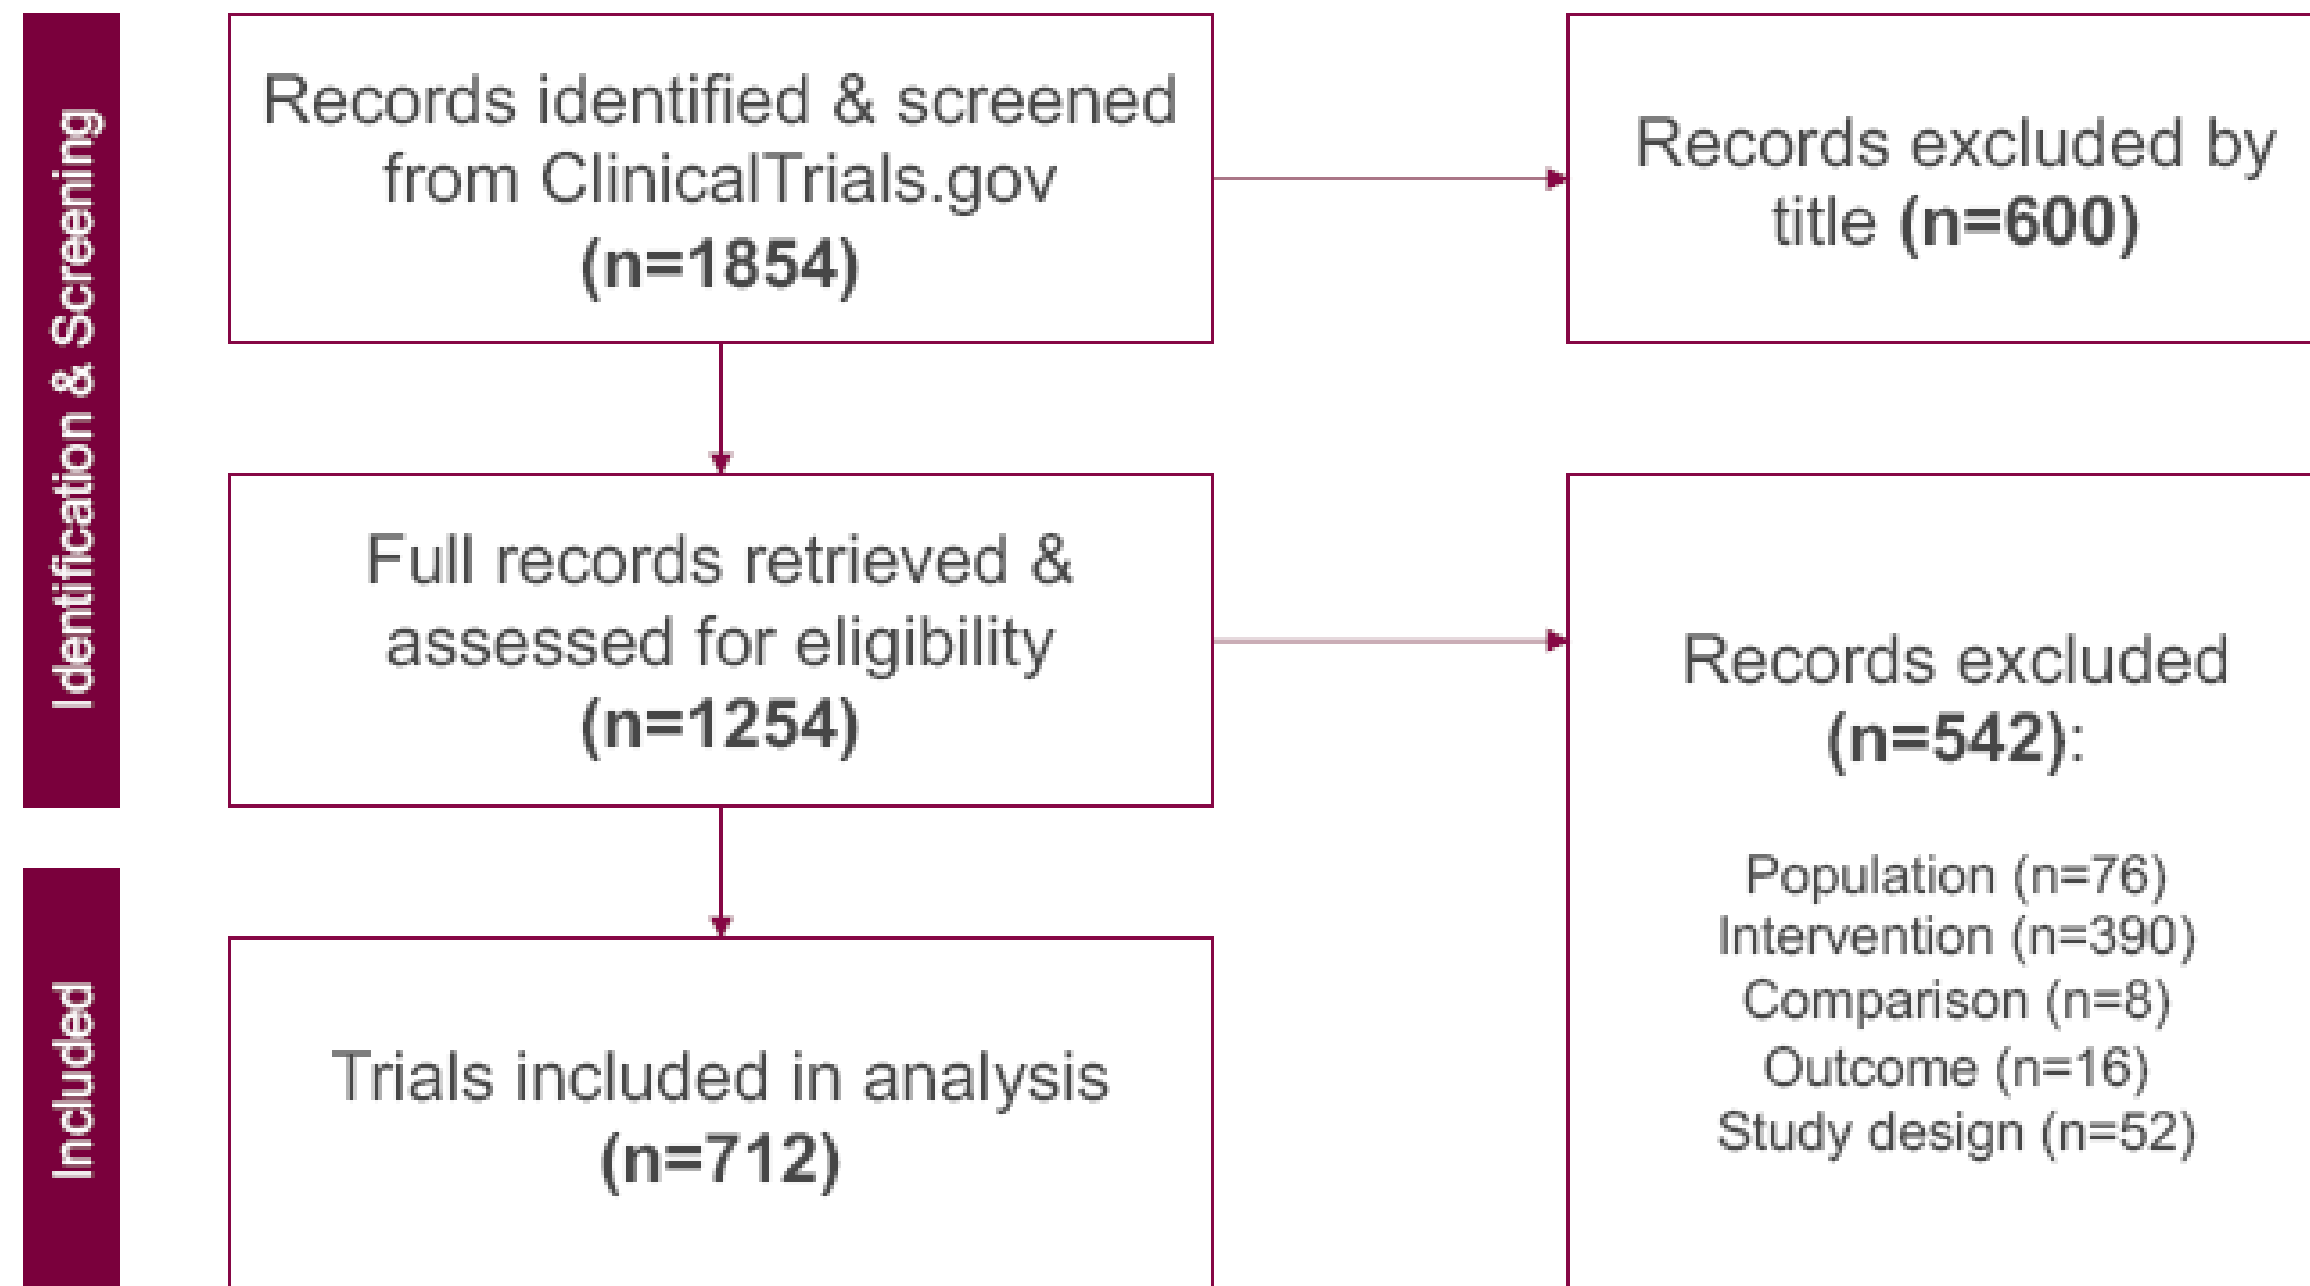 Identification & Screening
Records identified & screened
from ClinicalTrials.gov
(n=1854)
Records excluded by
title (n=600)
Full records retrieved &
assessed for eligibility
(n=1254)
Records excluded
(n=542):
Population (n=76)
Intervention (n=390)
Comparison (n=8)
Outcome (n=16)
Study design (n=52)
Included
Trials included in analysis
(n=712)